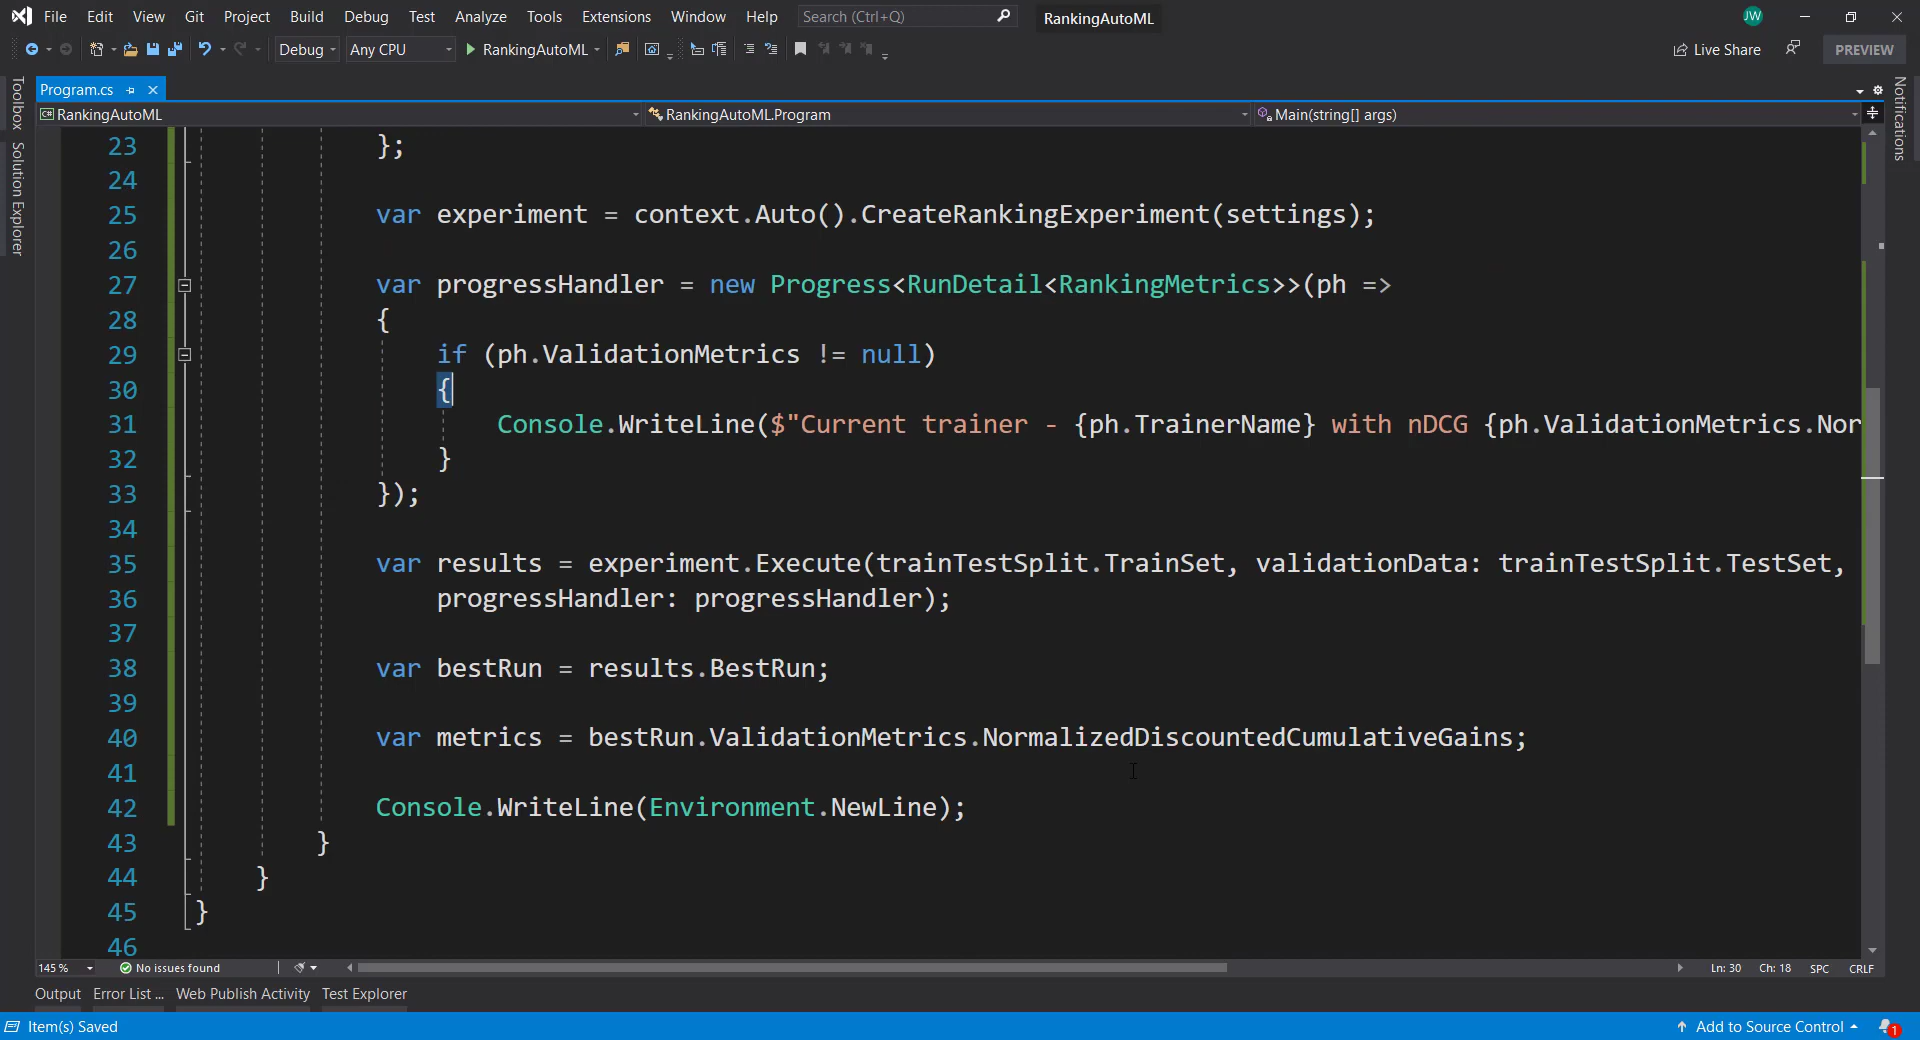 File Edit View Git Project Build Debug Test Analyze Tools Extensions Window Help Search (Ctrl+Q) RankingAutoML JW
Debug Any CPU RankingAutoML Live Share PREVIEW
Toolbox
Solution Explorer
Program.cs
RankingAutoML RankingAutoML.Program Main(string[] args)
Notifications
23 };
24
25 var experiment = context.Auto().CreateRankingExperiment(settings);
26
27 var progressHandler = new Progress<RunDetail<RankingMetrics>>(ph =>
28 {
29 if (ph.ValidationMetrics != null)
30 {
31 Console.WriteLine($"Current trainer - {ph.TrainerName} with nDCG {ph.ValidationMetrics.Nor
32 }
33 });
34
35 var results = experiment.Execute(trainTestSplit.TrainSet, validationData: trainTestSplit.TestSet,
36 progressHandler: progressHandler);
37
38 var bestRun = results.BestRun;
39
40 var metrics = bestRun.ValidationMetrics.NormalizedDiscountedCumulativeGains;
41
42 Console.WriteLine(Environment.NewLine);
43 }
44 }
45 }
46
145 % No issues found Ln: 30 Ch: 18 SPC CRLF
Output Error List ... Web Publish Activity Test Explorer
Item(s) Saved Add to Source Control 1